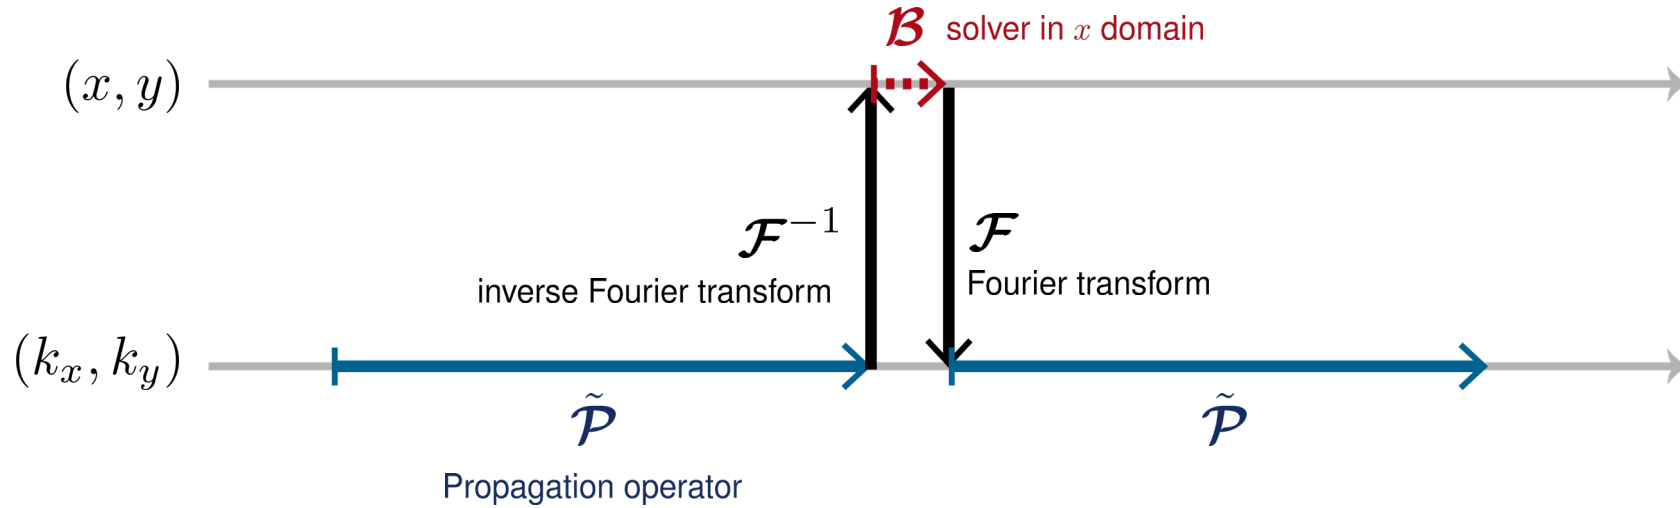 𝓑 solver in x domain
(x, y)
𝓕⁻¹
inverse Fourier transform
𝓕
Fourier transform
(kₓ, k_y)
𝓟̃
Propagation operator
𝓟̃